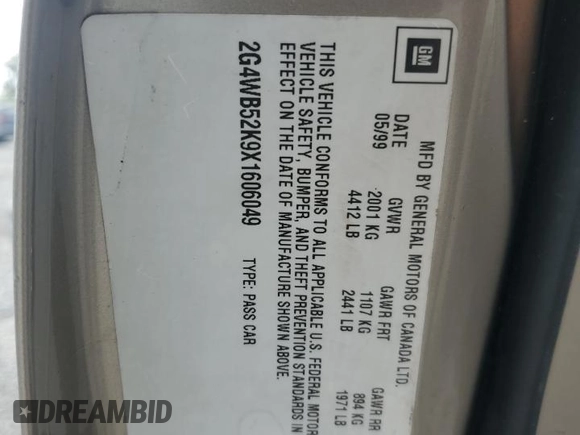 GM
MFD BY GENERAL MOTORS OF CANADA LTD.
DATE GVWR GAWR FRT GAWR RR
05/99 2001 KG 1107 KG 894 KG
4412 LB 2441 LB 1971 LB
THIS VEHICLE CONFORMS TO ALL APPLICABLE U.S. FEDERAL MOTOR
VEHICLE SAFETY, BUMPER, AND THEFT PREVENTION STANDARDS IN
EFFECT ON THE DATE OF MANUFACTURE SHOWN ABOVE.
2G4WB52K9X1606049 TYPE: PASS CAR
DREAMBID